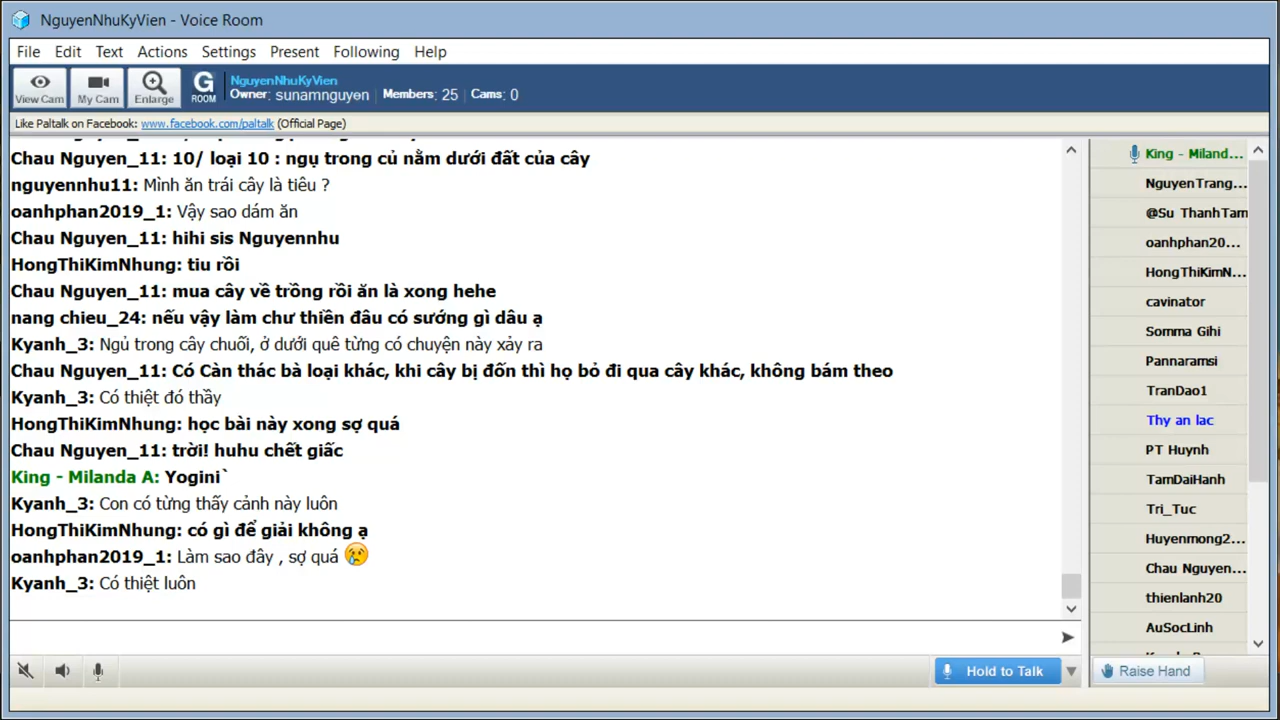 NguyenNhuKyVien - Voice Room
File Edit Text Actions Settings Present Following Help
View Cam My Cam Enlarge G ROOM
NguyenNhuKyVien
Owner: sunamnguyen Members: 25 Cams: 0
Like Paltalk on Facebook: www.facebook.com/paltalk (Official Page)
Chau Nguyen_11: 10/ loại 10 : ngụ trong củ nằm dưới đất của cây
nguyennhu11: Mình ăn trái cây là tiêu ?
oanhphan2019_1: Vậy sao dám ăn
Chau Nguyen_11: hihi sis Nguyennhu
HongThiKimNhung: tiu rồi
Chau Nguyen_11: mua cây về trồng rồi ăn là xong hehe
nang chieu_24: nếu vậy làm chư thiền đâu có sướng gì dâu ạ
Kyanh_3: Ngủ trong cây chuối, ở dưới quê từng có chuyện này xảy ra
Chau Nguyen_11: Có Càn thác bà loại khác, khi cây bị đốn thì họ bỏ đi qua cây khác, không bám theo
Kyanh_3: Có thiệt đó thầy
HongThiKimNhung: học bài này xong sợ quá
Chau Nguyen_11: trời! huhu chết giấc
King - Milanda A: Yogini`
Kyanh_3: Con có từng thấy cảnh này luôn
HongThiKimNhung: có gì để giải không ạ
oanhphan2019_1: Làm sao đây , sợ quá
Kyanh_3: Có thiệt luôn
King - Miland...
NguyenTrang...
@Su ThanhTam
oanhphan20...
HongThiKimN...
cavinator
Somma Gihi
Pannaramsi
TranDao1
Thy an lac
PT Huynh
TamDaiHanh
Tri_Tuc
Huyenmong2...
Chau Nguyen...
thienlanh20
AuSocLinh
Hold to Talk
Raise Hand